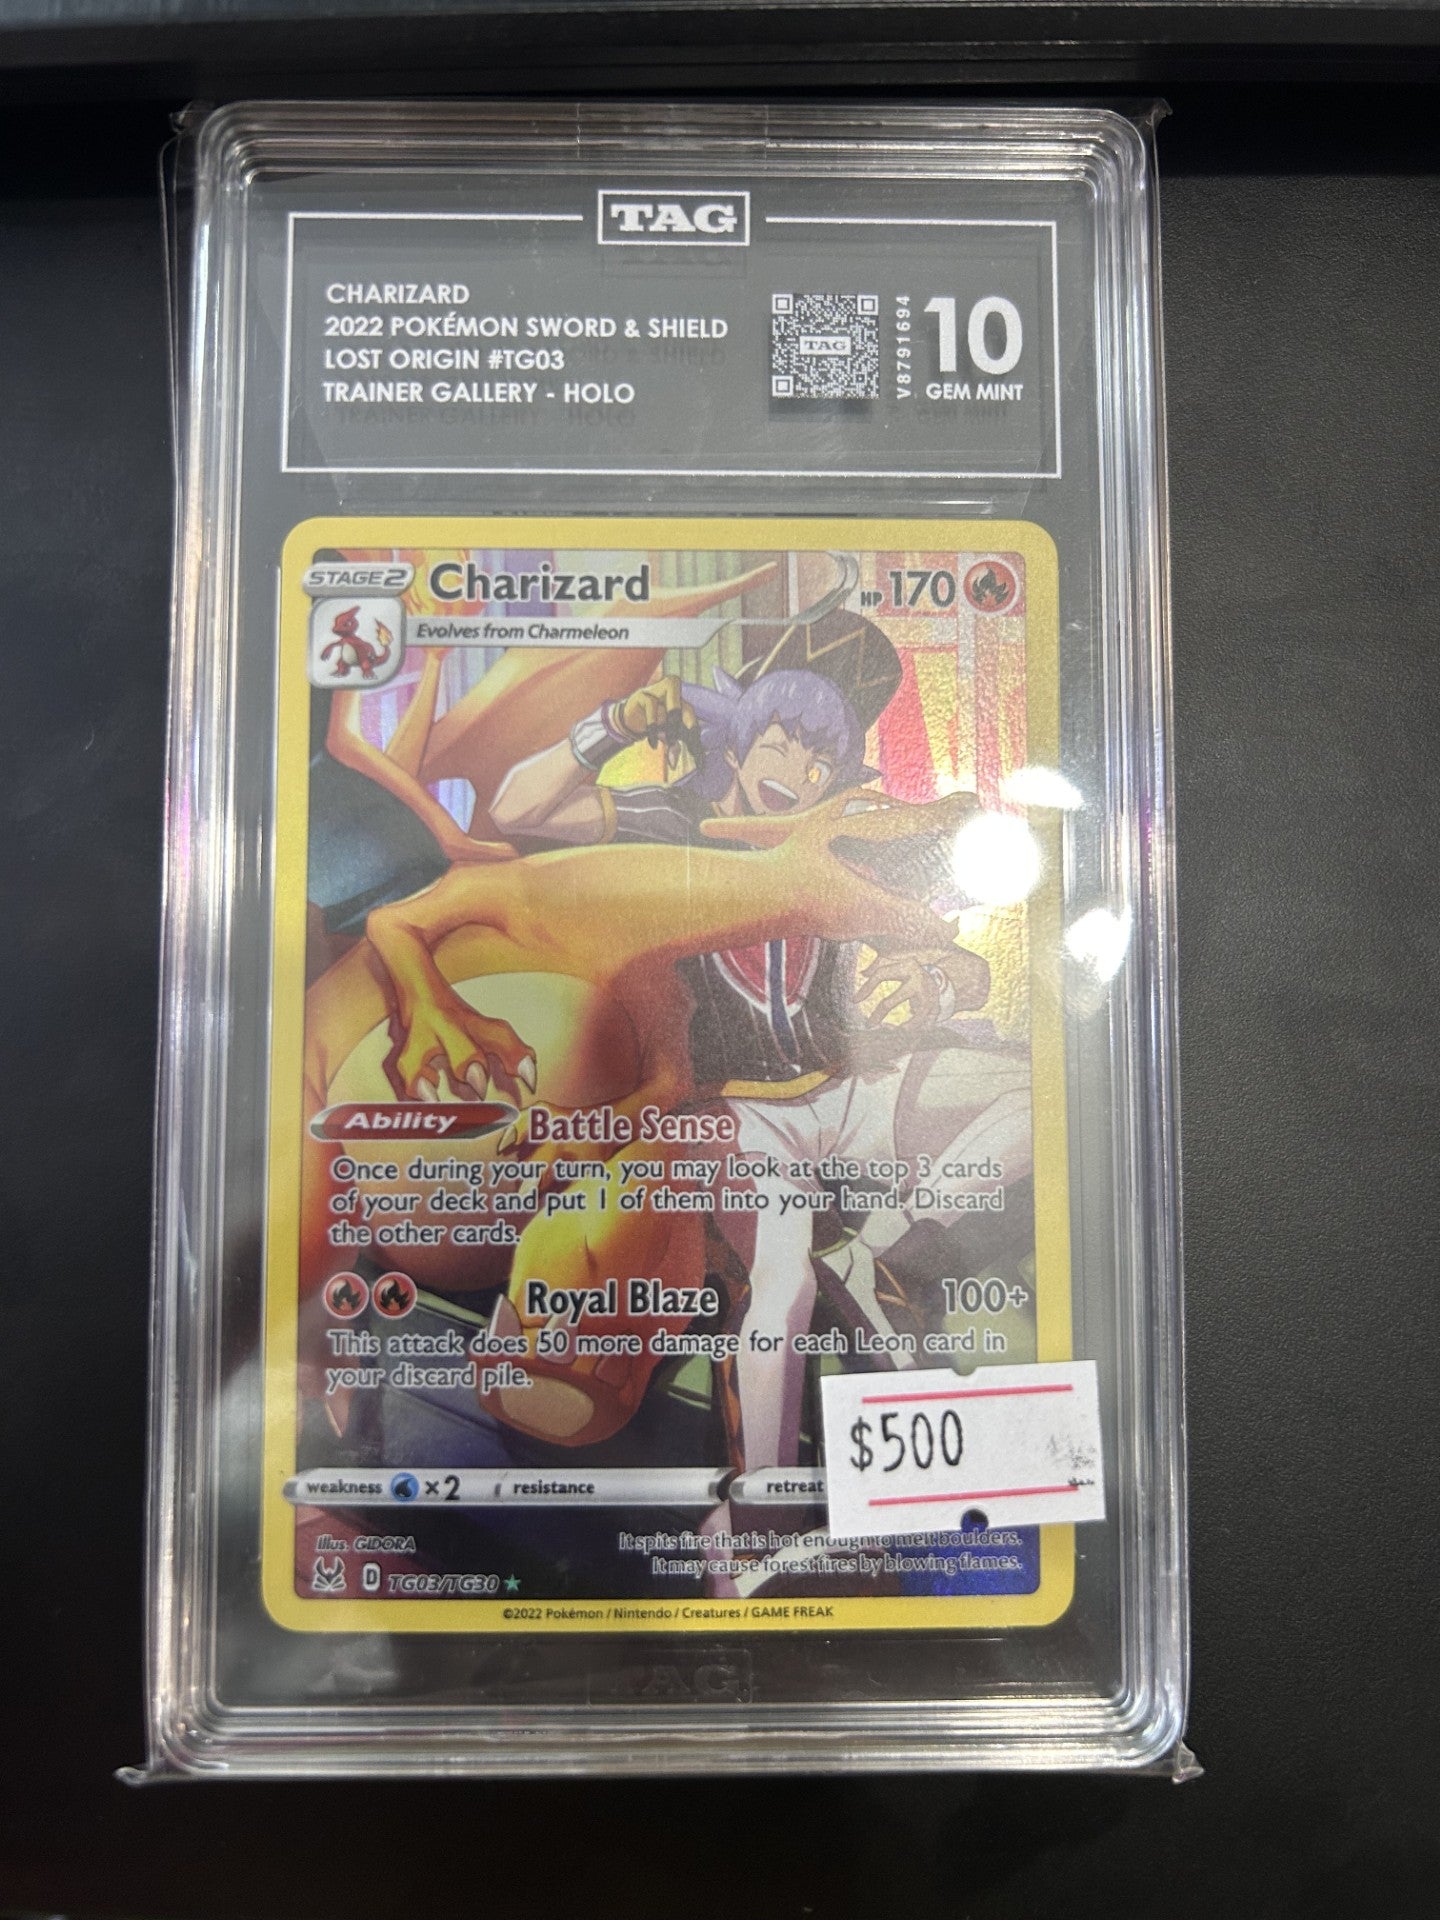 TAG
CHARIZARD
2022 POKÉMON SWORD & SHIELD
LOST ORIGIN #TG03
TRAINER GALLERY - HOLO
TAG
V8791694
10
GEM MINT
STAGE 2
Charizard
HP 170
Evolves from Charmeleon
Ability Battle Sense
Once during your turn, you may look at the top 3 cards
of your deck and put 1 of them into your hand. Discard
the other cards.
Royal Blaze 100+
This attack does 50 more damage for each Leon card in
your discard pile.
$500
weakness ×2 resistance retreat
Illus. GIDORA
It spits fire that is hot enough to melt boulders.
It may cause forest fires by blowing flames.
D TG03/TG30 ★
©2022 Pokémon / Nintendo / Creatures / GAME FREAK
TAG